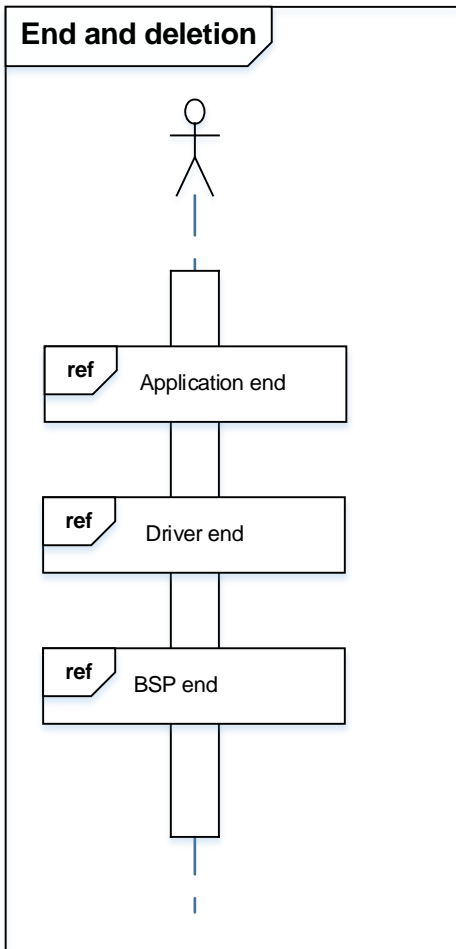 End and deletion
ref
Application end
ref
Driver end
ref
BSP end